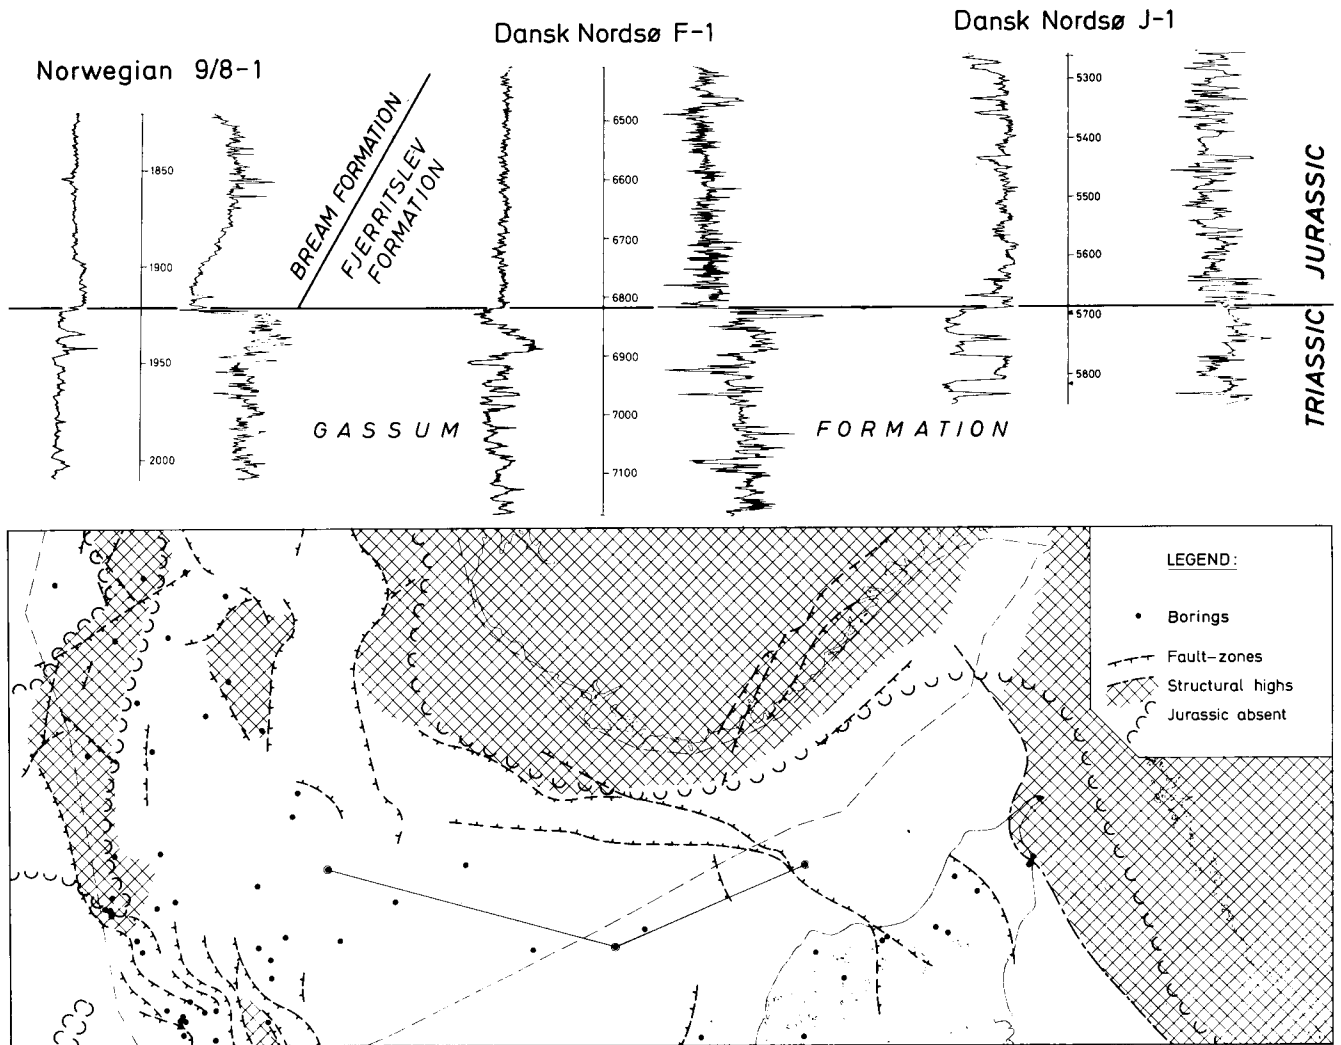 Norwegian 9/8-1
Dansk Nordsø F-1
Dansk Nordsø J-1
1850
1900
1950
2000
BREAM FORMATION
FJERRITSLEV
FORMATION
6500
6600
6700
6800
6900
7000
7100
5300
5400
5500
5600
5700
5800
JURASSIC
TRIASSIC
GASSUM FORMATION
LEGEND:
Borings
Fault-zones
Structural highs
Jurassic absent